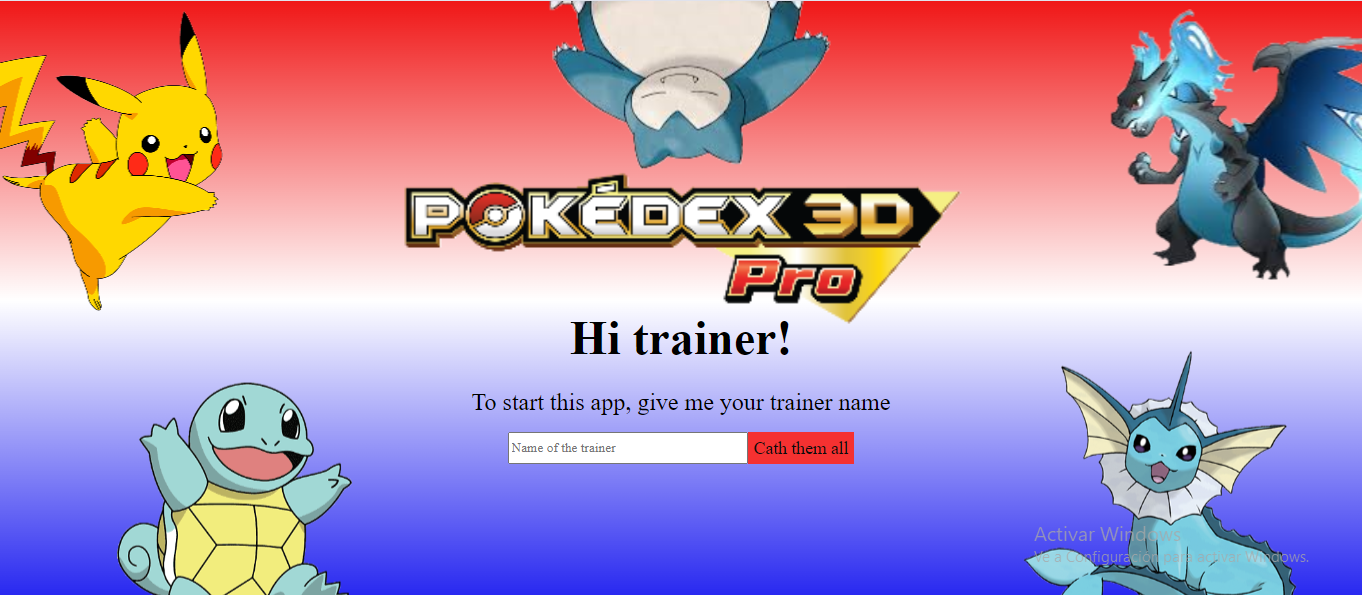 POKÉDEX 3D
Pro
Hi trainer!
To start this app, give me your trainer name
Name of the trainer
Cath them all
Activar Windows
Ve a Configuración para activar Windows.